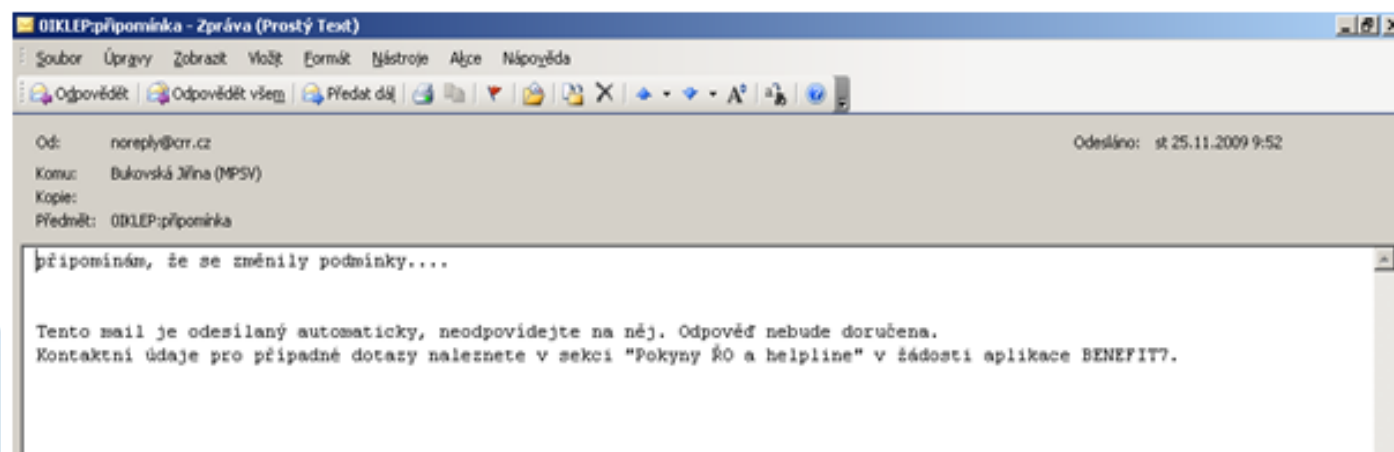 0IKLEP:připomínka - Zpráva (Prostý Text)
Soubor Úpravy Zobrazit Vložit Formát Nástroje Akce Nápověda
Odpovědět Odpovědět všem Předat dál
Od: noreply@crr.cz Odesláno: st 25.11.2009 9:52
Komu: Bukovská Jiřina (MPSV)
Kopie:
Předmět: 0IKLEP:připomínka
připomínám, že se změnily podmínky....
Tento mail je odesílaný automaticky, neodpovídejte na něj. Odpověď nebude doručena.
Kontaktní údaje pro případné dotazy naleznete v sekci "Pokyny ŘO a helpline" v žádosti aplikace BENEFIT7.